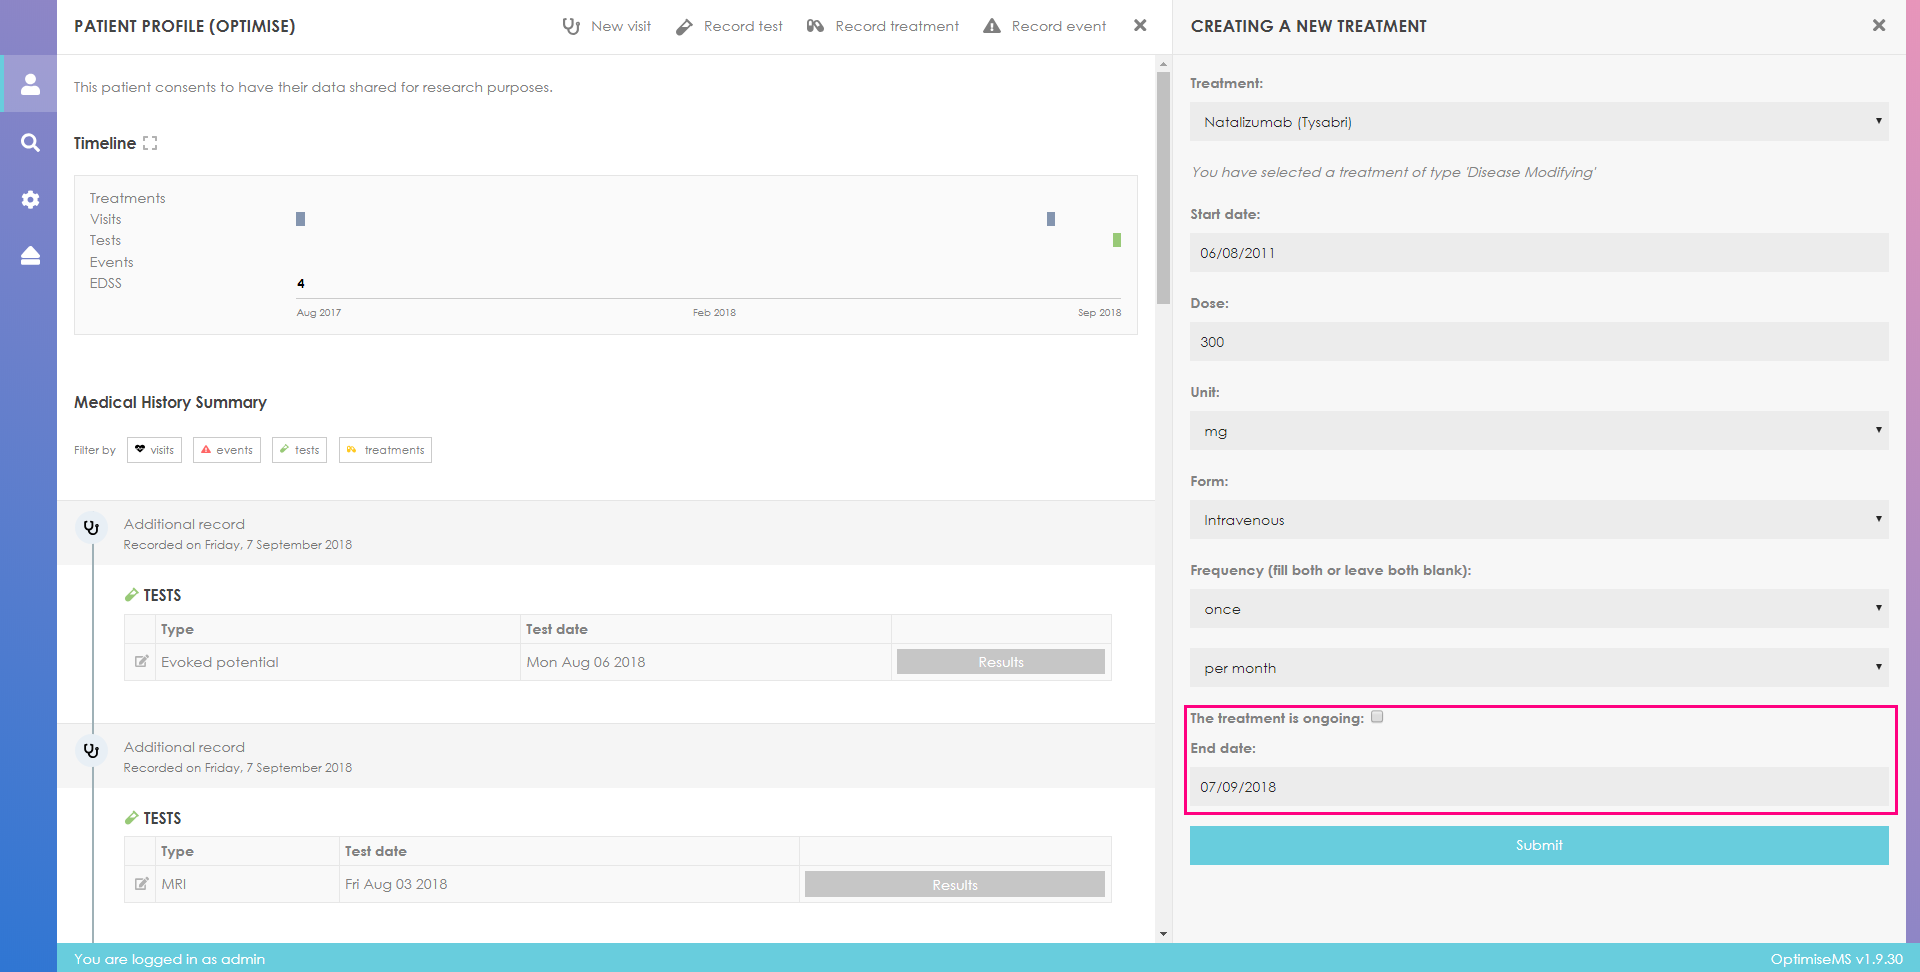 PATIENT PROFILE (OPTIMISE)
New visit
Record test
Record treatment
Record event
This patient consents to have their data shared for research purposes.
Timeline
Treatments
Visits
Tests
Events
EDSS
4
Aug 2017
Feb 2018
Sep 2018
Medical History Summary
Filter by
visits
events
tests
treatments
Additional record
Recorded on Friday, 7 September 2018
TESTS
Type Test date
Evoked potential Mon Aug 06 2018 Results
Additional record
Recorded on Friday, 7 September 2018
TESTS
Type Test date
MRI Fri Aug 03 2018 Results
CREATING A NEW TREATMENT
Treatment:
Natalizumab (Tysabri)
You have selected a treatment of type 'Disease Modifying'
Start date:
06/08/2011
Dose:
300
Unit:
mg
Form:
Intravenous
Frequency (fill both or leave both blank):
once
per month
The treatment is ongoing:
End date:
07/09/2018
Submit
You are logged in as admin
OptimiseMS v1.9.30